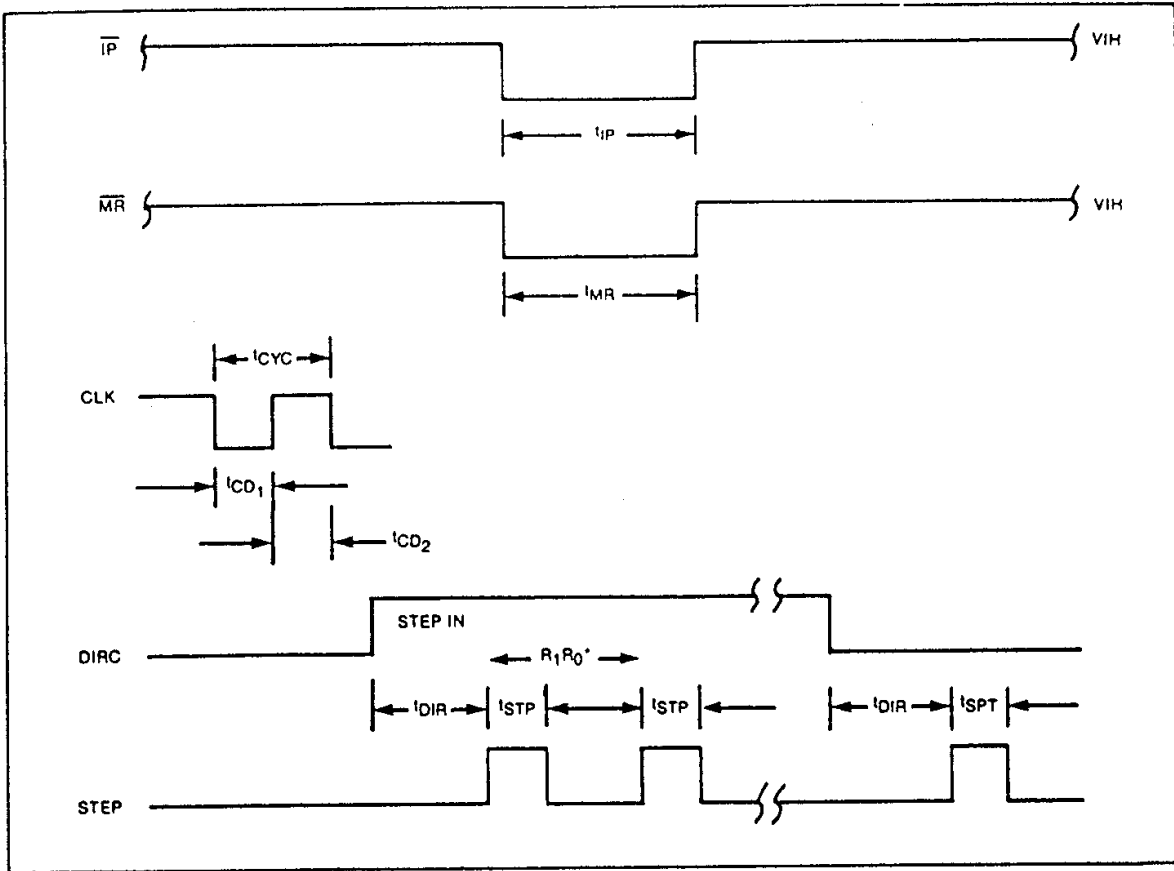 IP VIH
tIP
MR VIH
tMR
tCYC
CLK
tCD1
tCD2
STEP IN
DIRC
R1R0*
tDIR tSTP tSTP tDIR tSPT
STEP